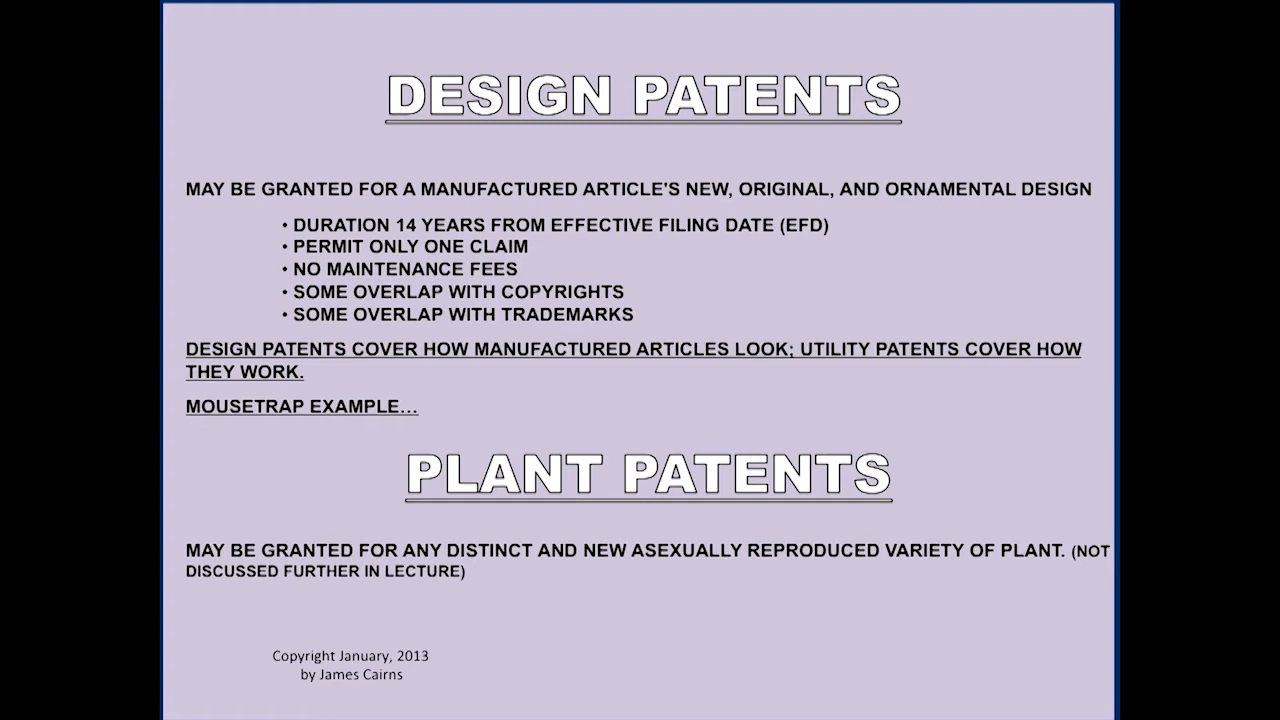 DESIGN PATENTS
MAY BE GRANTED FOR A MANUFACTURED ARTICLE'S NEW, ORIGINAL, AND ORNAMENTAL DESIGN
• DURATION 14 YEARS FROM EFFECTIVE FILING DATE (EFD)
• PERMIT ONLY ONE CLAIM
• NO MAINTENANCE FEES
• SOME OVERLAP WITH COPYRIGHTS
• SOME OVERLAP WITH TRADEMARKS
DESIGN PATENTS COVER HOW MANUFACTURED ARTICLES LOOK; UTILITY PATENTS COVER HOW
THEY WORK.
MOUSETRAP EXAMPLE…
PLANT PATENTS
MAY BE GRANTED FOR ANY DISTINCT AND NEW ASEXUALLY REPRODUCED VARIETY OF PLANT. (NOT
DISCUSSED FURTHER IN LECTURE)
Copyright January, 2013
by James Cairns